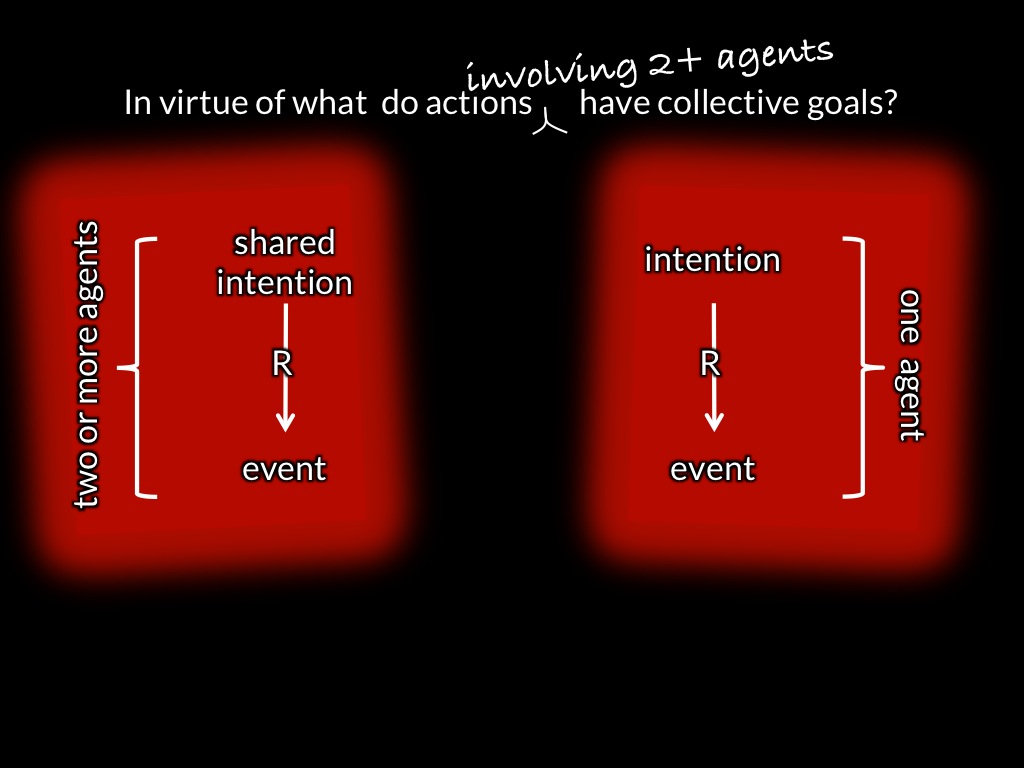 involving 2+ agents
In virtue of what do actions have collective goals?
two or more agents
shared
intention
R
event
intention
R
event
one agent